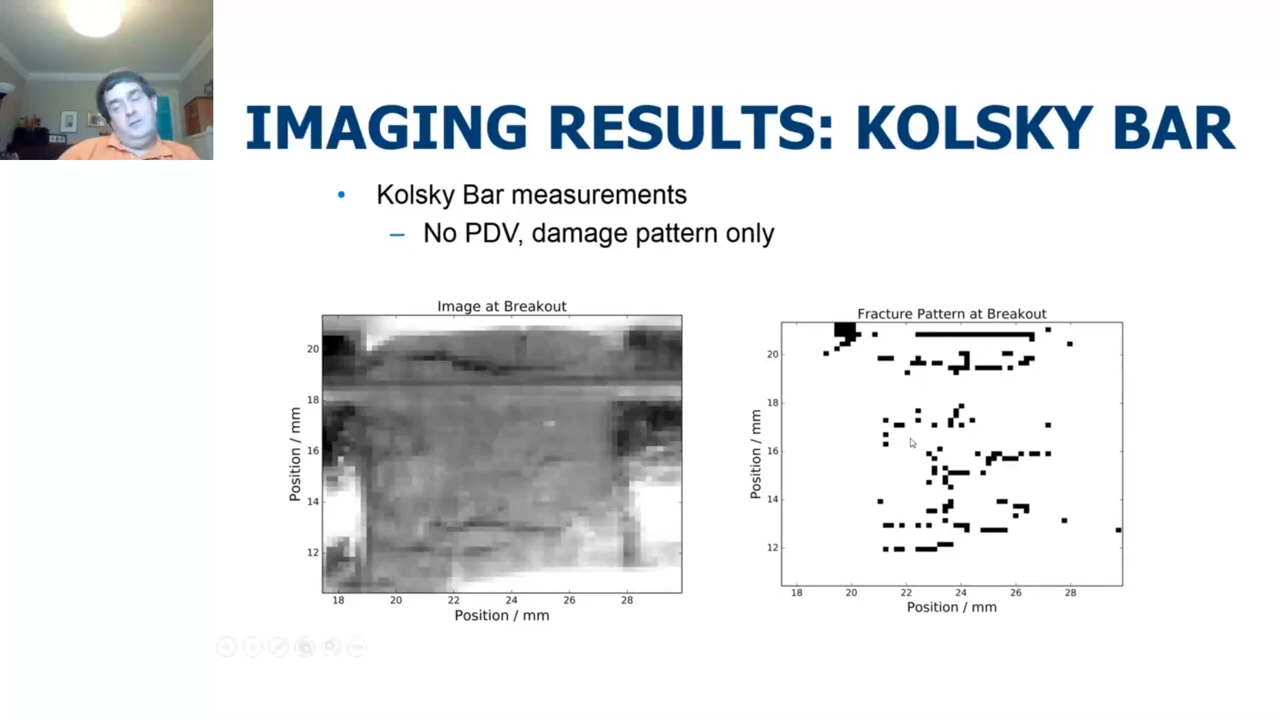 IMAGING RESULTS: KOLSKY BAR
• Kolsky Bar measurements
– No PDV, damage pattern only
Image at Breakout
Position / mm
20
18
16
14
12
18 20 22 24 26 28
Position / mm
Fracture Pattern at Breakout
Position / mm
20
18
16
14
12
18 20 22 24 26 28
Position / mm